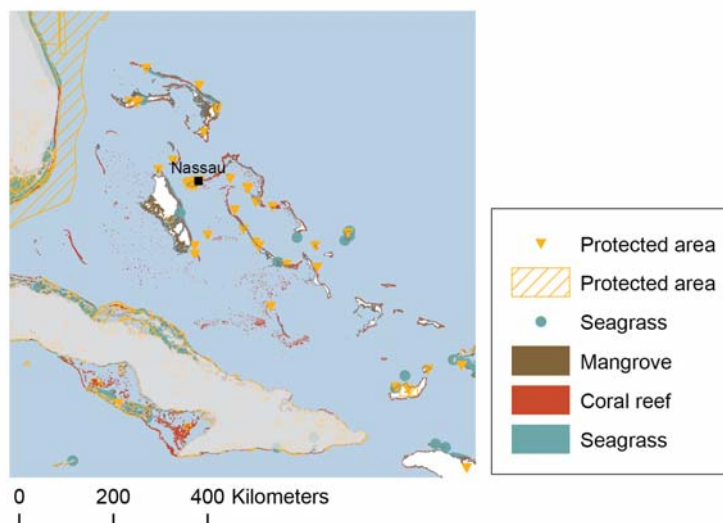 Nassau
Protected area
Protected area
Seagrass
Mangrove
Coral reef
Seagrass
0 200 400 Kilometers